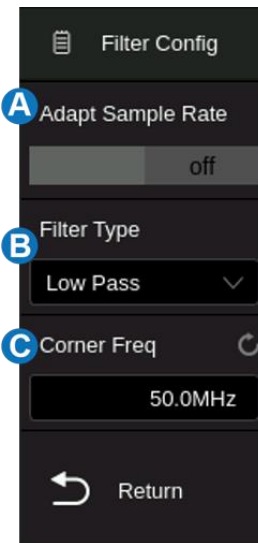 Filter Config
A
Adapt Sample Rate
off
B
Filter Type
Low Pass
C
Corner Freq
50.0MHz
Return